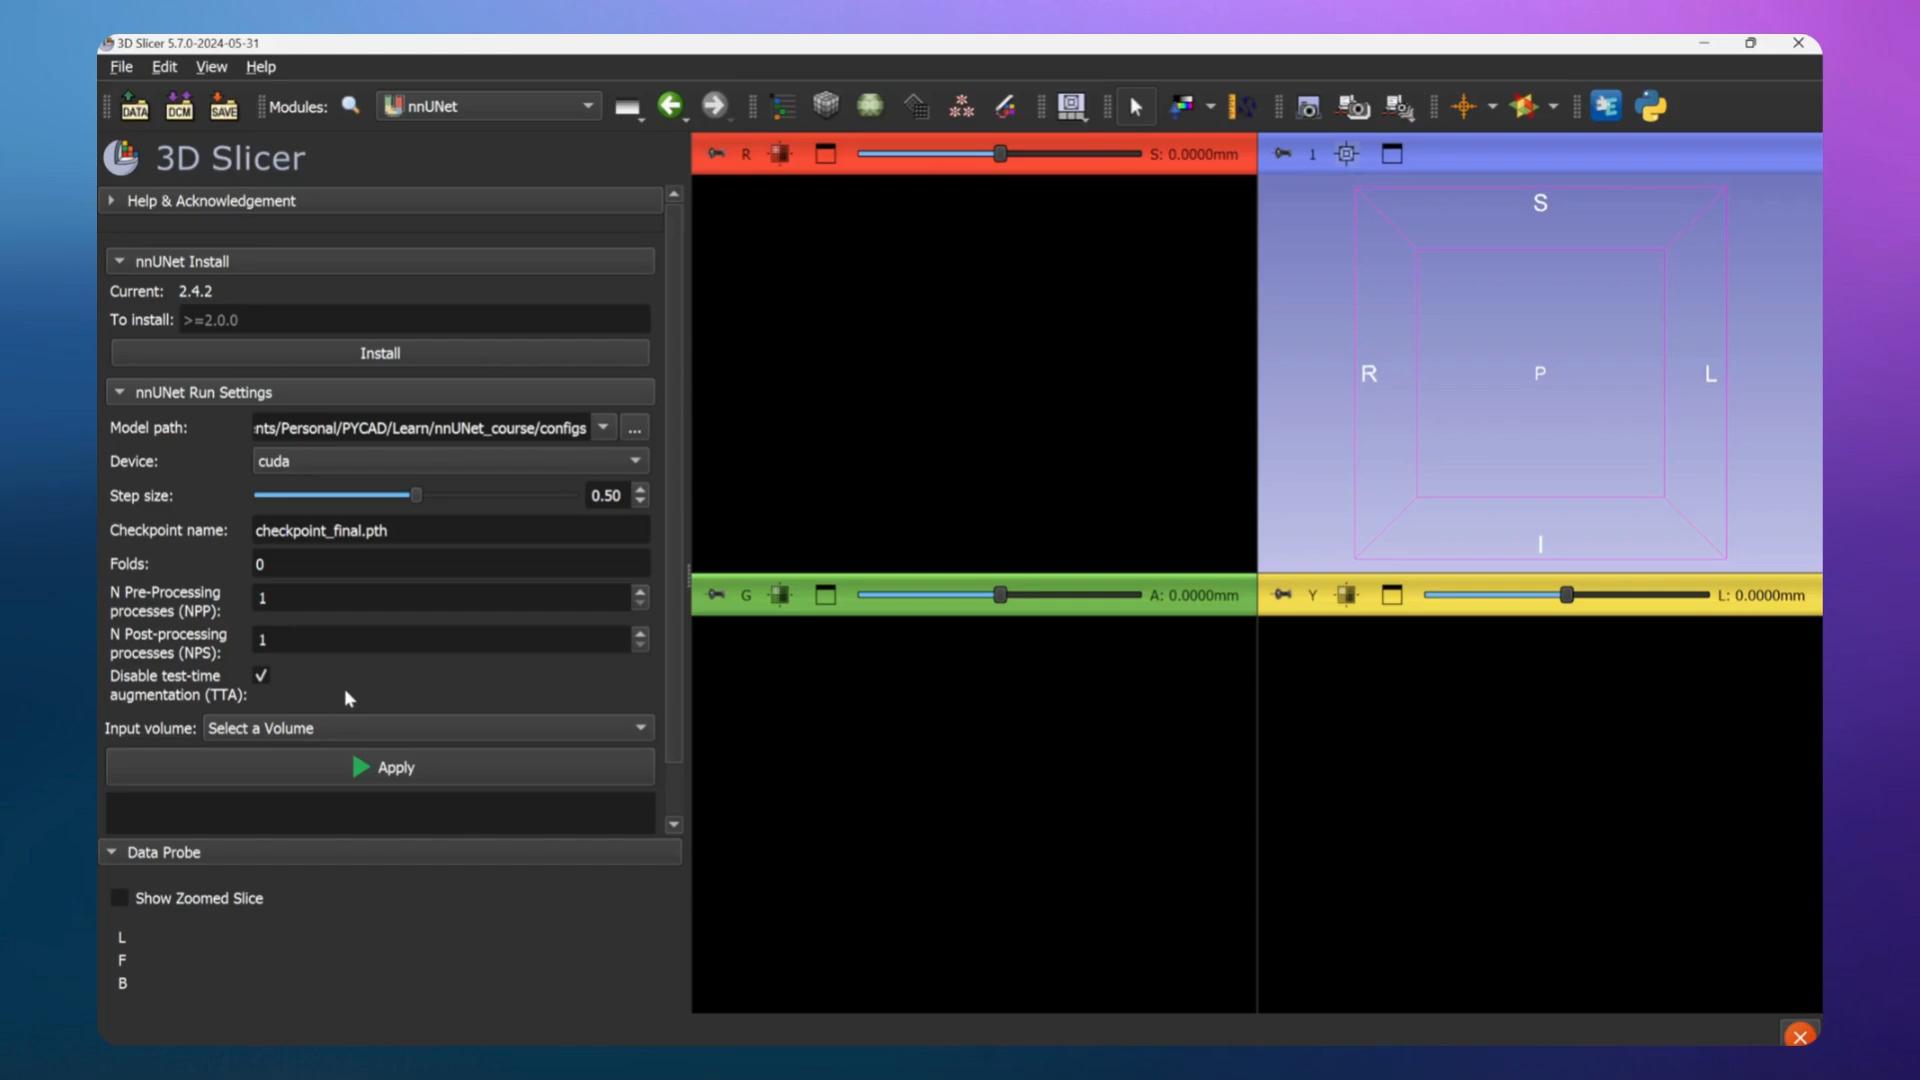 3D Slicer 5.7.0-2024-05-31
File Edit View Help
DATA DCM SAVE Modules: nnUNet
3D Slicer
R S: 0.0000mm
1
Help & Acknowledgement
nnUNet Install
Current: 2.4.2
To install: >=2.0.0
Install
nnUNet Run Settings
Model path: nts/Personal/PYCAD/Learn/nnUNet_course/configs ...
Device: cuda
Step size: 0.50
Checkpoint name: checkpoint_final.pth
Folds: 0
N Pre-Processing
processes (NPP): 1
N Post-processing
processes (NPS): 1
Disable test-time
augmentation (TTA):
Input volume: Select a Volume
Apply
Data Probe
Show Zoomed Slice
L
F
B
S
R P L
I
G A: 0.0000mm
Y L: 0.0000mm